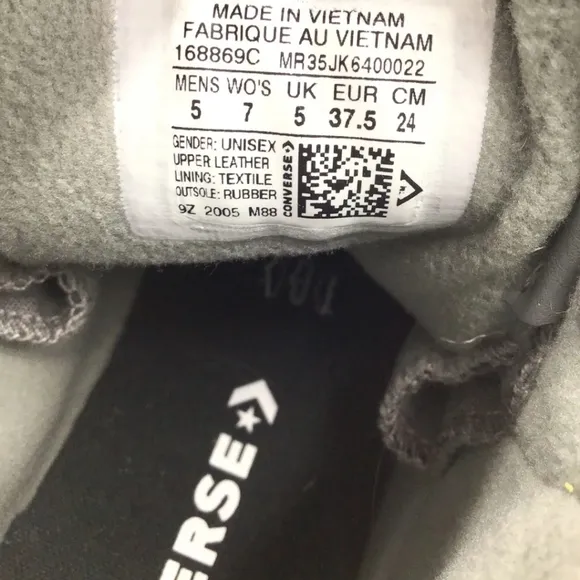 MADE IN VIETNAM
FABRIQUE AU VIETNAM
168869C MR35JK6400022
MENS WO'S UK EUR CM
5 7 5 37.5 24
GENDER: UNISEX
UPPER LEATHER
LINING: TEXTILE
OUTSOLE: RUBBER
9Z 2005 M88
CONVERSE
ERSE